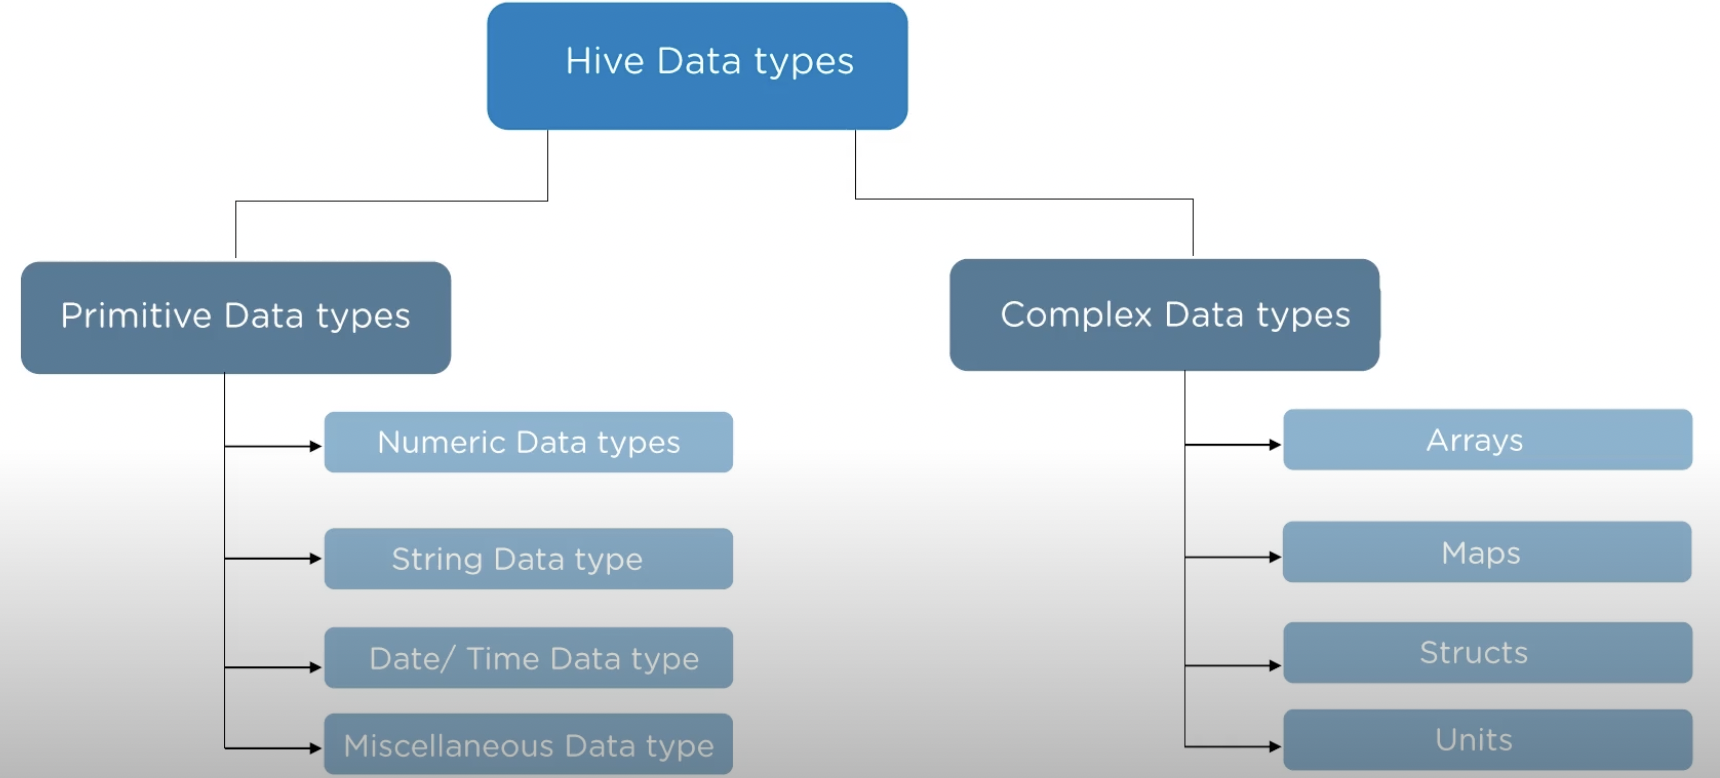 Hive Data types
Primitive Data types
Numeric Data types
String Data type
Date/ Time Data type
Miscellaneous Data type
Complex Data types
Arrays
Maps
Structs
Units